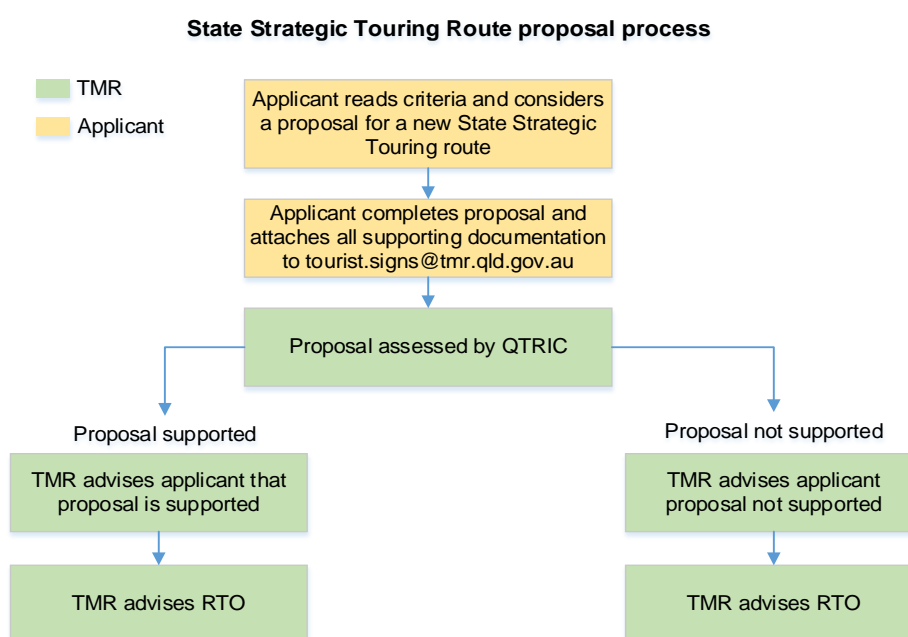 State Strategic Touring Route proposal process
TMR
Applicant
Applicant reads criteria and considers
a proposal for a new State Strategic
Touring route
Applicant completes proposal and
attaches all supporting documentation
to tourist.signs@tmr.qld.gov.au
Proposal assessed by QTRIC
Proposal supported
Proposal not supported
TMR advises applicant that
proposal is supported
TMR advises applicant
proposal not supported
TMR advises RTO
TMR advises RTO